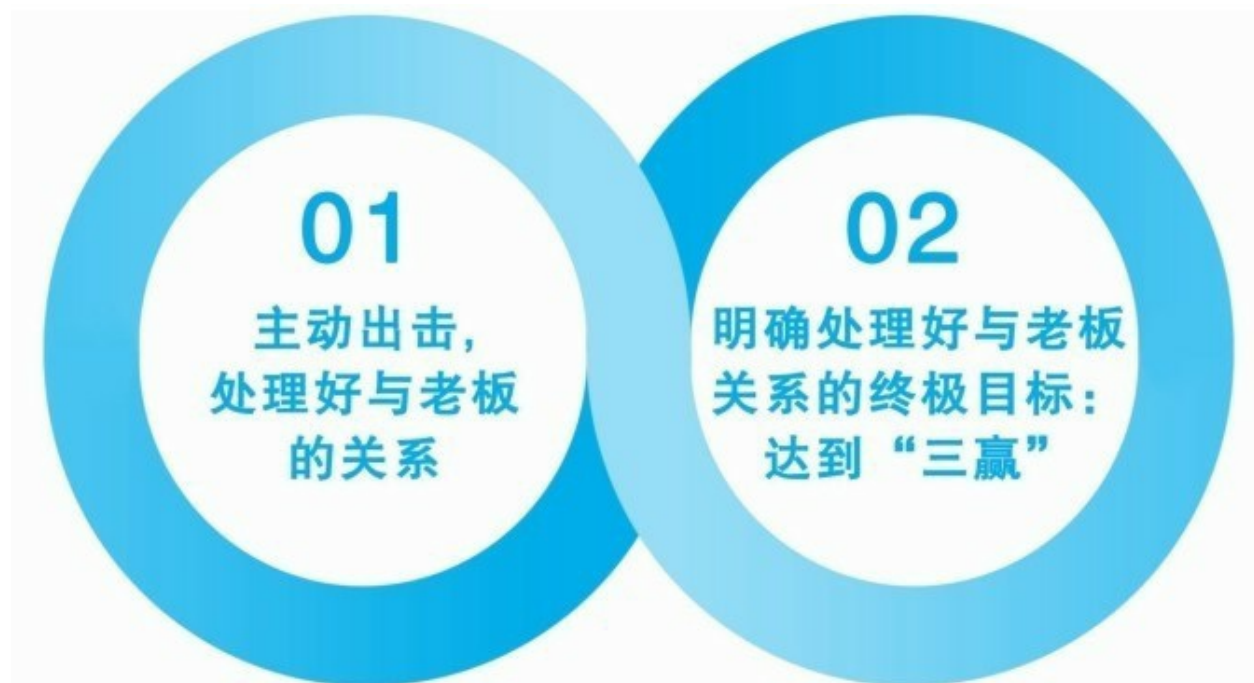 01
主动出击,
处理好与老板
的关系
02
明确处理好与老板
关系的终极目标：
达到“三赢”